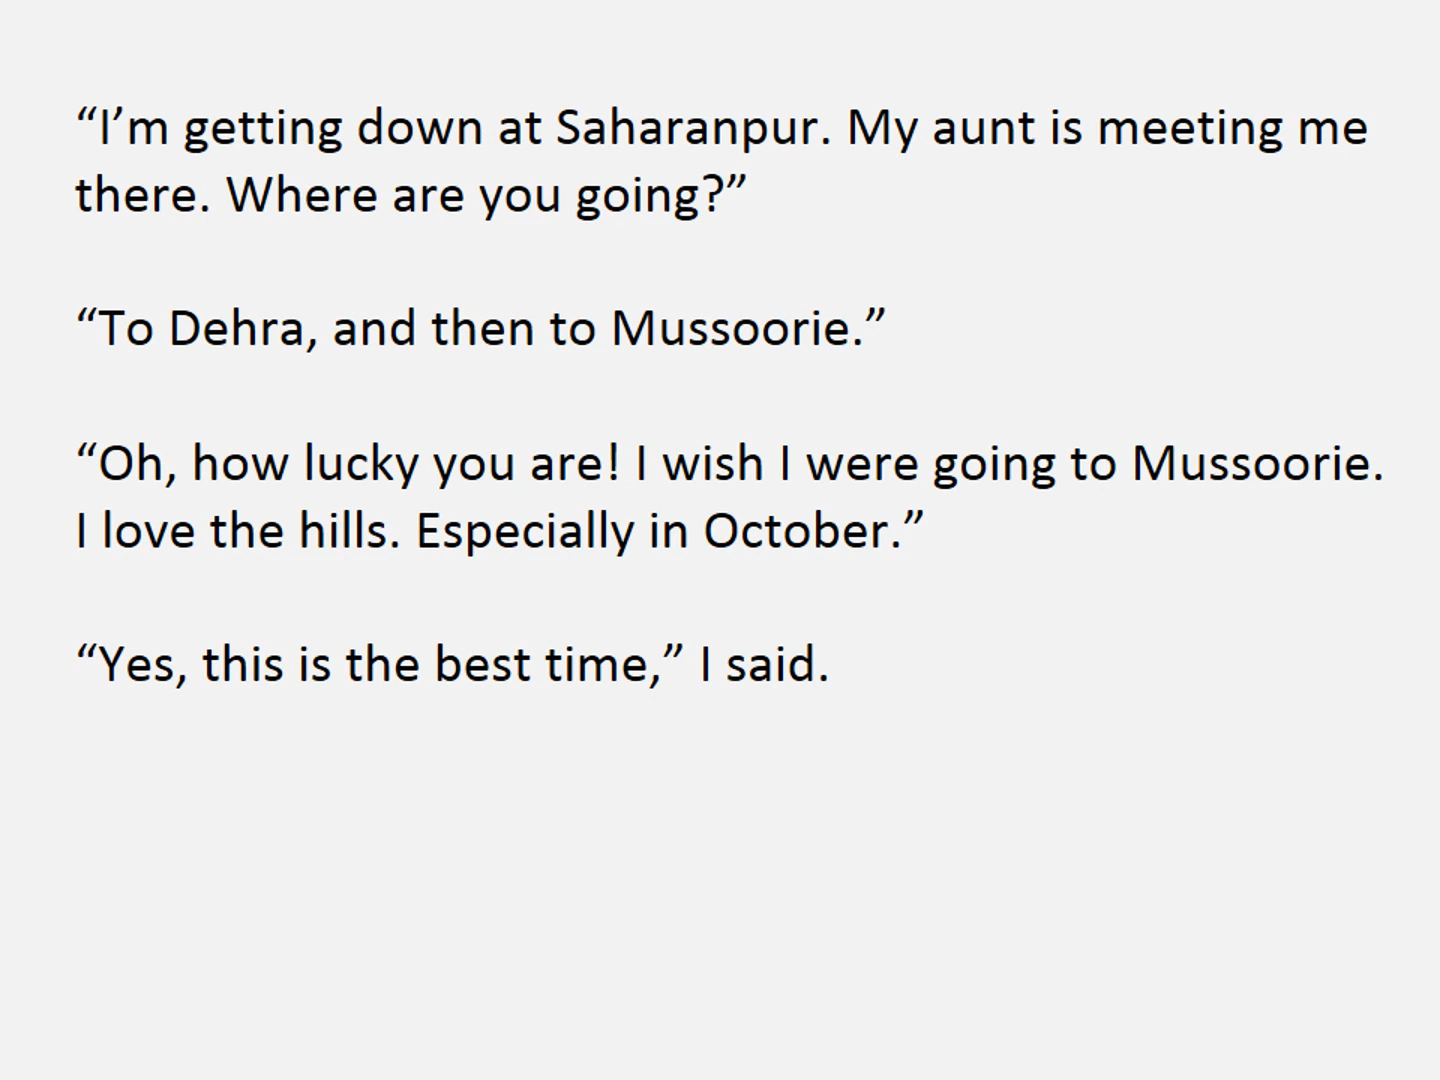 “I’m getting down at Saharanpur. My aunt is meeting me
there. Where are you going?”
“To Dehra, and then to Mussoorie.”
“Oh, how lucky you are! I wish I were going to Mussoorie.
I love the hills. Especially in October.”
“Yes, this is the best time,” I said.